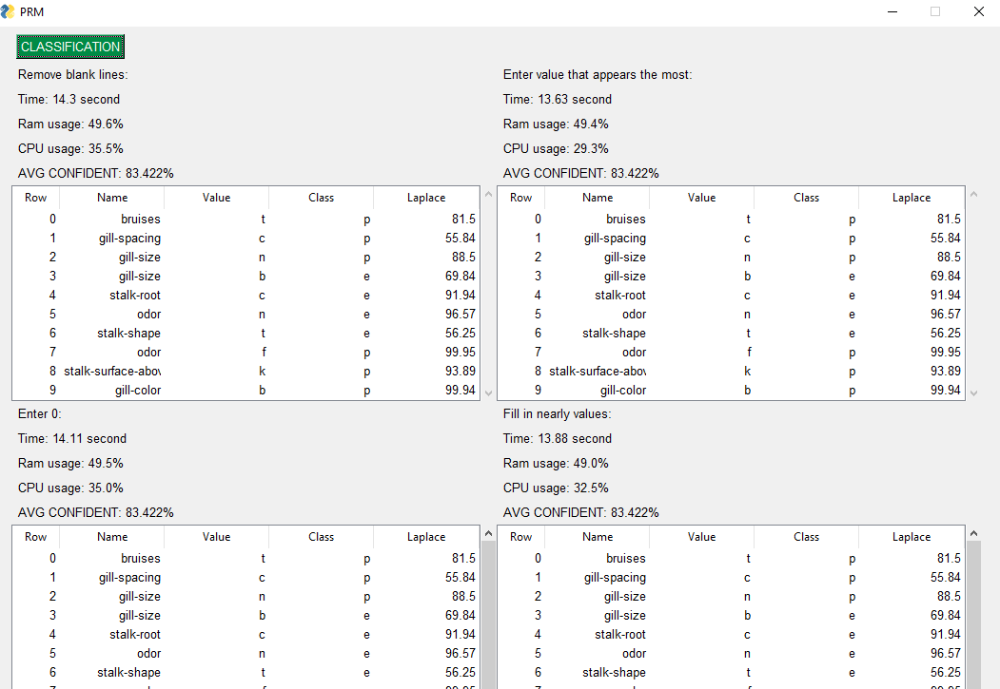 PRM
CLASSIFICATION
Remove blank lines:
Time: 14.3 second
Ram usage: 49.6%
CPU usage: 35.5%
AVG CONFIDENT: 83.422%
Row Name Value Class Laplace
0 bruises t p 81.5
1 gill-spacing c p 55.84
2 gill-size n p 88.5
3 gill-size b e 69.84
4 stalk-root c e 91.94
5 odor n e 96.57
6 stalk-shape t e 56.25
7 odor f p 99.95
8 stalk-surface-abov k p 93.89
9 gill-color b p 99.94
Enter value that appears the most:
Time: 13.63 second
Ram usage: 49.4%
CPU usage: 29.3%
AVG CONFIDENT: 83.422%
Row Name Value Class Laplace
0 bruises t p 81.5
1 gill-spacing c p 55.84
2 gill-size n p 88.5
3 gill-size b e 69.84
4 stalk-root c e 91.94
5 odor n e 96.57
6 stalk-shape t e 56.25
7 odor f p 99.95
8 stalk-surface-abov k p 93.89
9 gill-color b p 99.94
Enter 0:
Time: 14.11 second
Ram usage: 49.5%
CPU usage: 35.0%
AVG CONFIDENT: 83.422%
Row Name Value Class Laplace
0 bruises t p 81.5
1 gill-spacing c p 55.84
2 gill-size n p 88.5
3 gill-size b e 69.84
4 stalk-root c e 91.94
5 odor n e 96.57
6 stalk-shape t e 56.25
Fill in nearly values:
Time: 13.88 second
Ram usage: 49.0%
CPU usage: 32.5%
AVG CONFIDENT: 83.422%
Row Name Value Class Laplace
0 bruises t p 81.5
1 gill-spacing c p 55.84
2 gill-size n p 88.5
3 gill-size b e 69.84
4 stalk-root c e 91.94
5 odor n e 96.57
6 stalk-shape t e 56.25